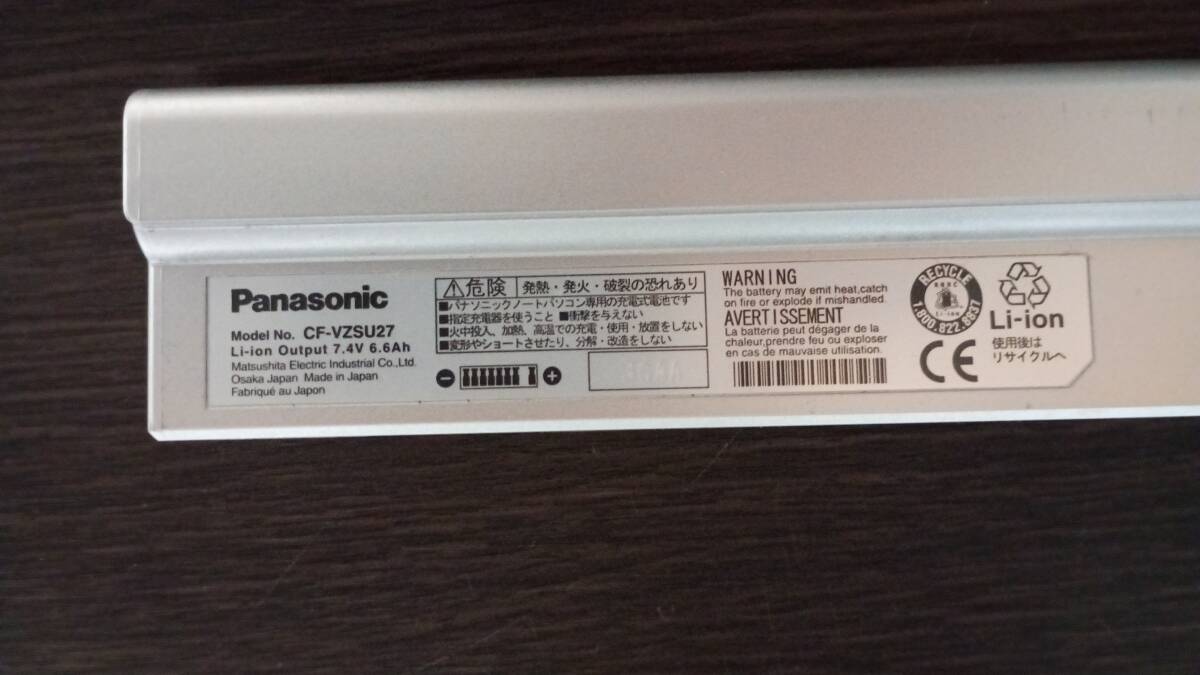 Panasonic
Model No. CF-VZSU27
Li-ion Output 7.4V 6.6Ah
Matsushita Electric Industrial Co.,Ltd.
Osaka Japan Made in Japan
Fabriqué au Japon
危険 発熱・発火・破裂の恐れあり
■パナソニックノートパソコン専用の充電式電池です
■指定充電器を使うこと ■衝撃を与えない
■火中投入、加熱、高温での充電・使用・放置をしない
■変形やショートさせたり、分解・改造をしない
WARNING
The battery may emit heat,catch
on fire or explode if mishandled.
AVERTISSEMENT
La batterie peut dégager de la
chaleur,prendre feu ou exploser
en cas de mauvaise utilisation.
RECYCLE
Li-ion
1.800.822.8837
CE
Li-ion
使用後は
リサイクルへ